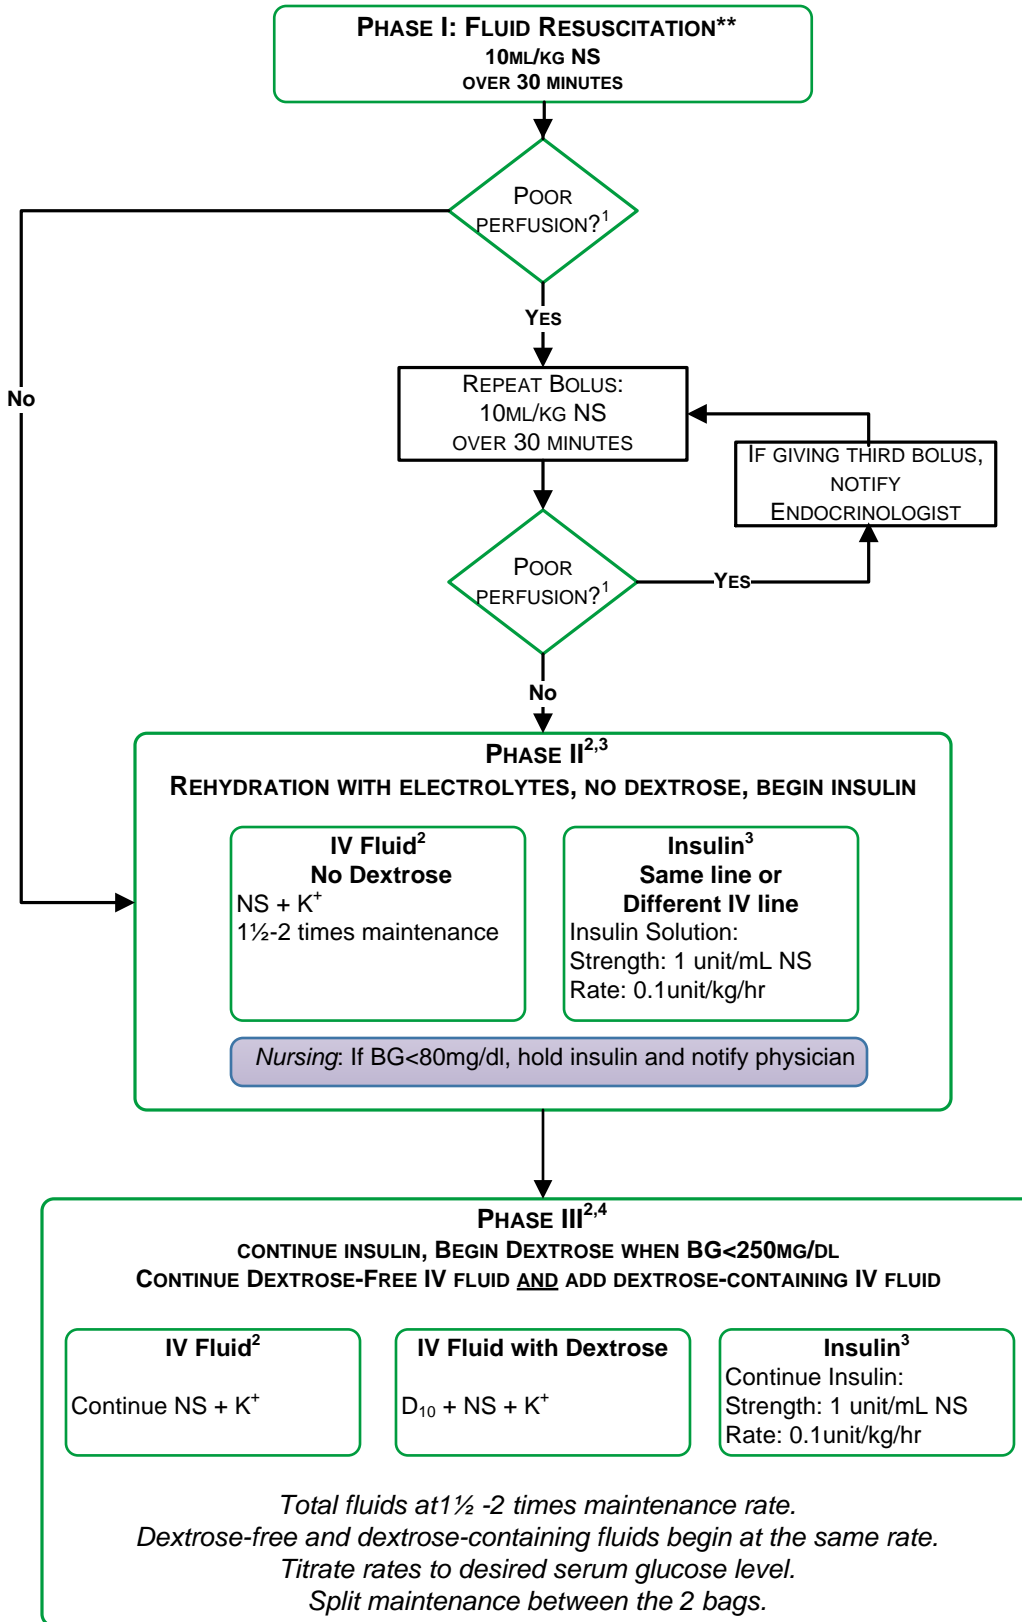 PHASE I: FLUID RESUSCITATION**
10ML/KG NS
OVER 30 MINUTES
POOR
PERFUSION?¹
YES
No
REPEAT BOLUS:
10ML/KG NS
OVER 30 MINUTES
IF GIVING THIRD BOLUS,
NOTIFY
ENDOCRINOLOGIST
POOR
PERFUSION?¹
YES
No
PHASE II²,³
REHYDRATION WITH ELECTROLYTES, NO DEXTROSE, BEGIN INSULIN
IV Fluid²
No Dextrose
NS + K⁺
1½-2 times maintenance
Insulin³
Same line or
Different IV line
Insulin Solution:
Strength: 1 unit/mL NS
Rate: 0.1unit/kg/hr
Nursing: If BG<80mg/dl, hold insulin and notify physician
PHASE III²,⁴
CONTINUE INSULIN, BEGIN DEXTROSE WHEN BG<250MG/DL
CONTINUE DEXTROSE-FREE IV FLUID AND ADD DEXTROSE-CONTAINING IV FLUID
IV Fluid²
Continue NS + K⁺
IV Fluid with Dextrose
D₁₀ + NS + K⁺
Insulin³
Continue Insulin:
Strength: 1 unit/mL NS
Rate: 0.1unit/kg/hr
Total fluids at1½ -2 times maintenance rate.
Dextrose-free and dextrose-containing fluids begin at the same rate.
Titrate rates to desired serum glucose level.
Split maintenance between the 2 bags.